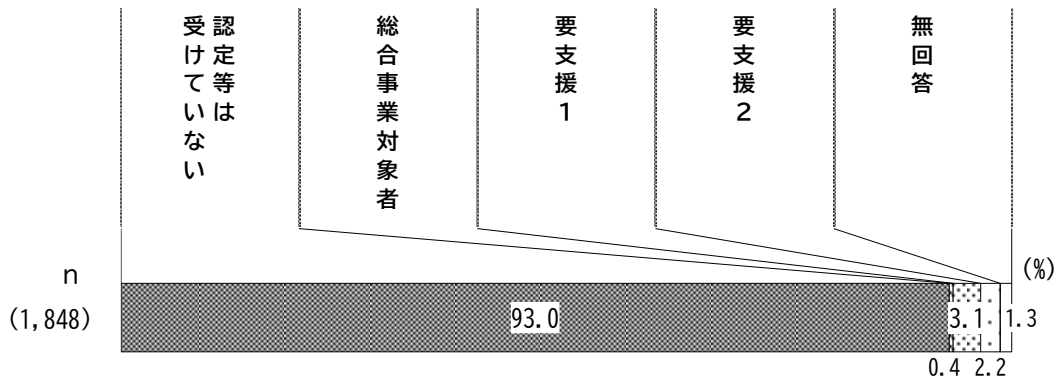 認定等は
受けていない
総合事業対象者
要支援1
要支援2
無回答
n
(%)
(1,848)
93.0
3.1
1.3
0.4
2.2